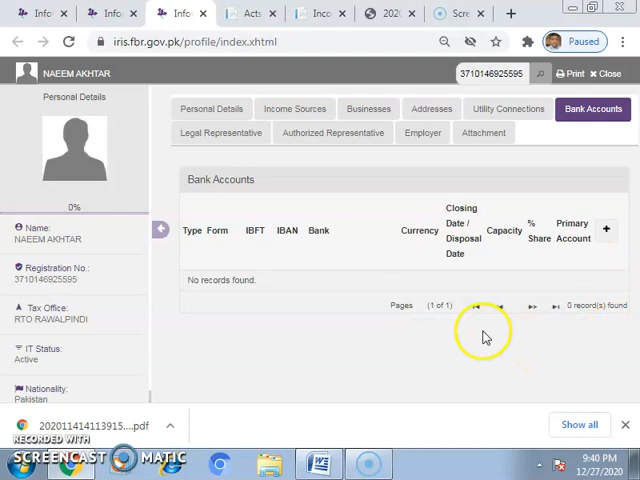 Info
Info
Info
Acts
Inco
202(
Scre
iris.fbr.gov.pk/profile/index.xhtml
Paused
NAEEM AKHTAR
3710146925595
Print
Close
Personal Details
0%
Name:
NAEEM AKHTAR
Registration No.:
3710146925595
Tax Office:
RTO RAWALPINDI
IT Status:
Active
Nationality:
Pakistan
Personal Details
Income Sources
Businesses
Addresses
Utility Connections
Bank Accounts
Legal Representative
Authorized Representative
Employer
Attachment
Bank Accounts
Type Form IBFT IBAN Bank Currency Closing Date / Disposal Date Capacity % Share Primary Account +
No records found.
Pages (1 of 1) 0 record(s) found
202011414113915....pdf
Show all
RECORDED WITH
SCREENCAST MATIC
9:40 PM
12/27/2020